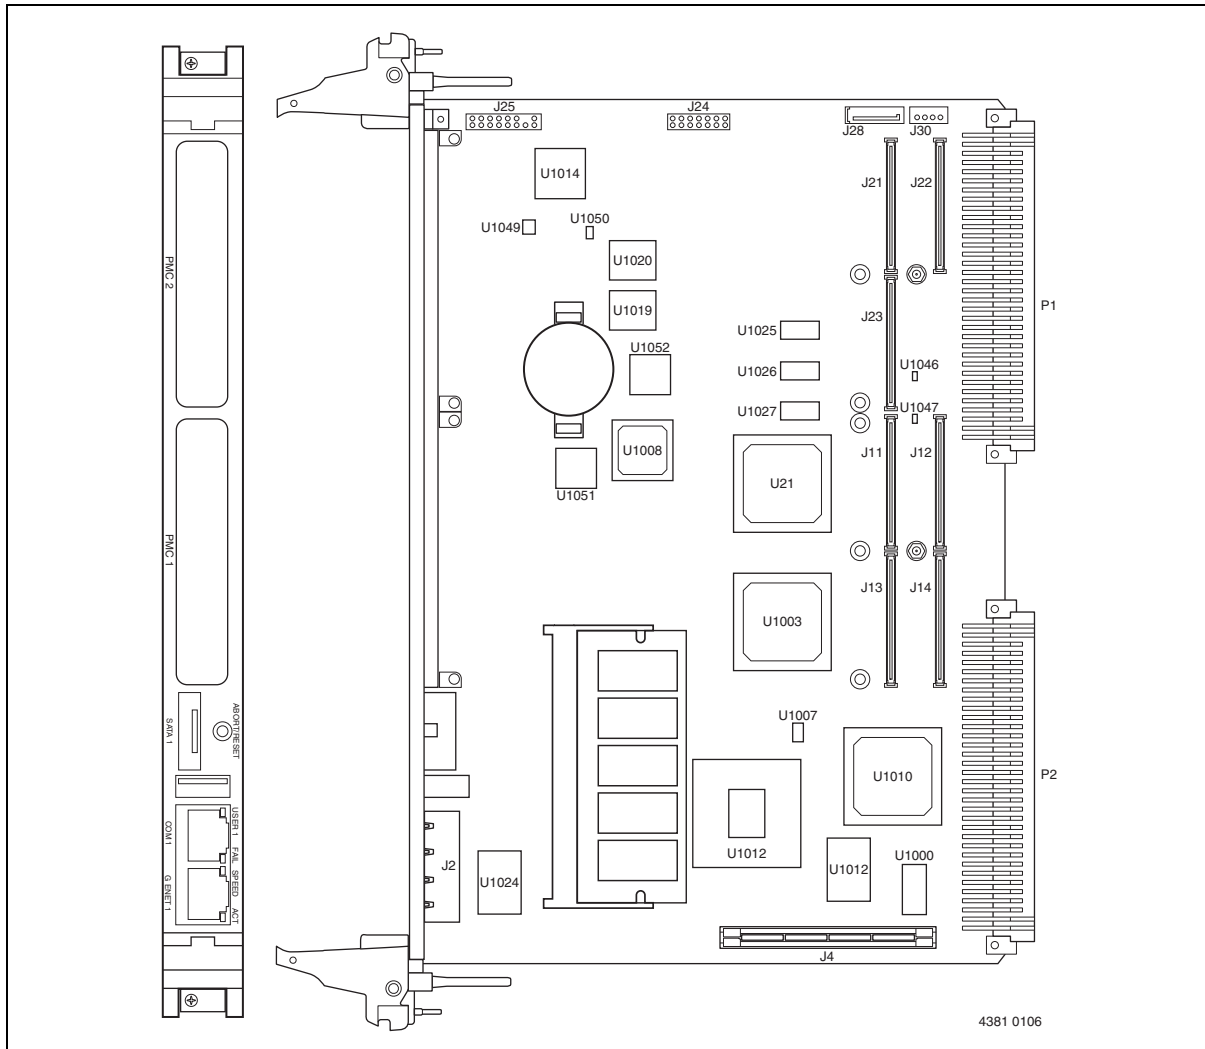 J25
J24
J28
J30
U1014
J21
J22
U1049
U1050
U1020
PMC 2
U1019
J23
P1
U1025
U1052
U1046
U1026
U1027
U1047
U1008
J11
J12
U21
U1051
PMC 1
J13
J14
U1003
SATA 1
ABORT/RESET
U1007
U1010
P2
COM1
USER 1
FAIL
SPEED
ACT
G ENET 1
J2
U1024
U1012
U1012
U1000
J4
4381 0106